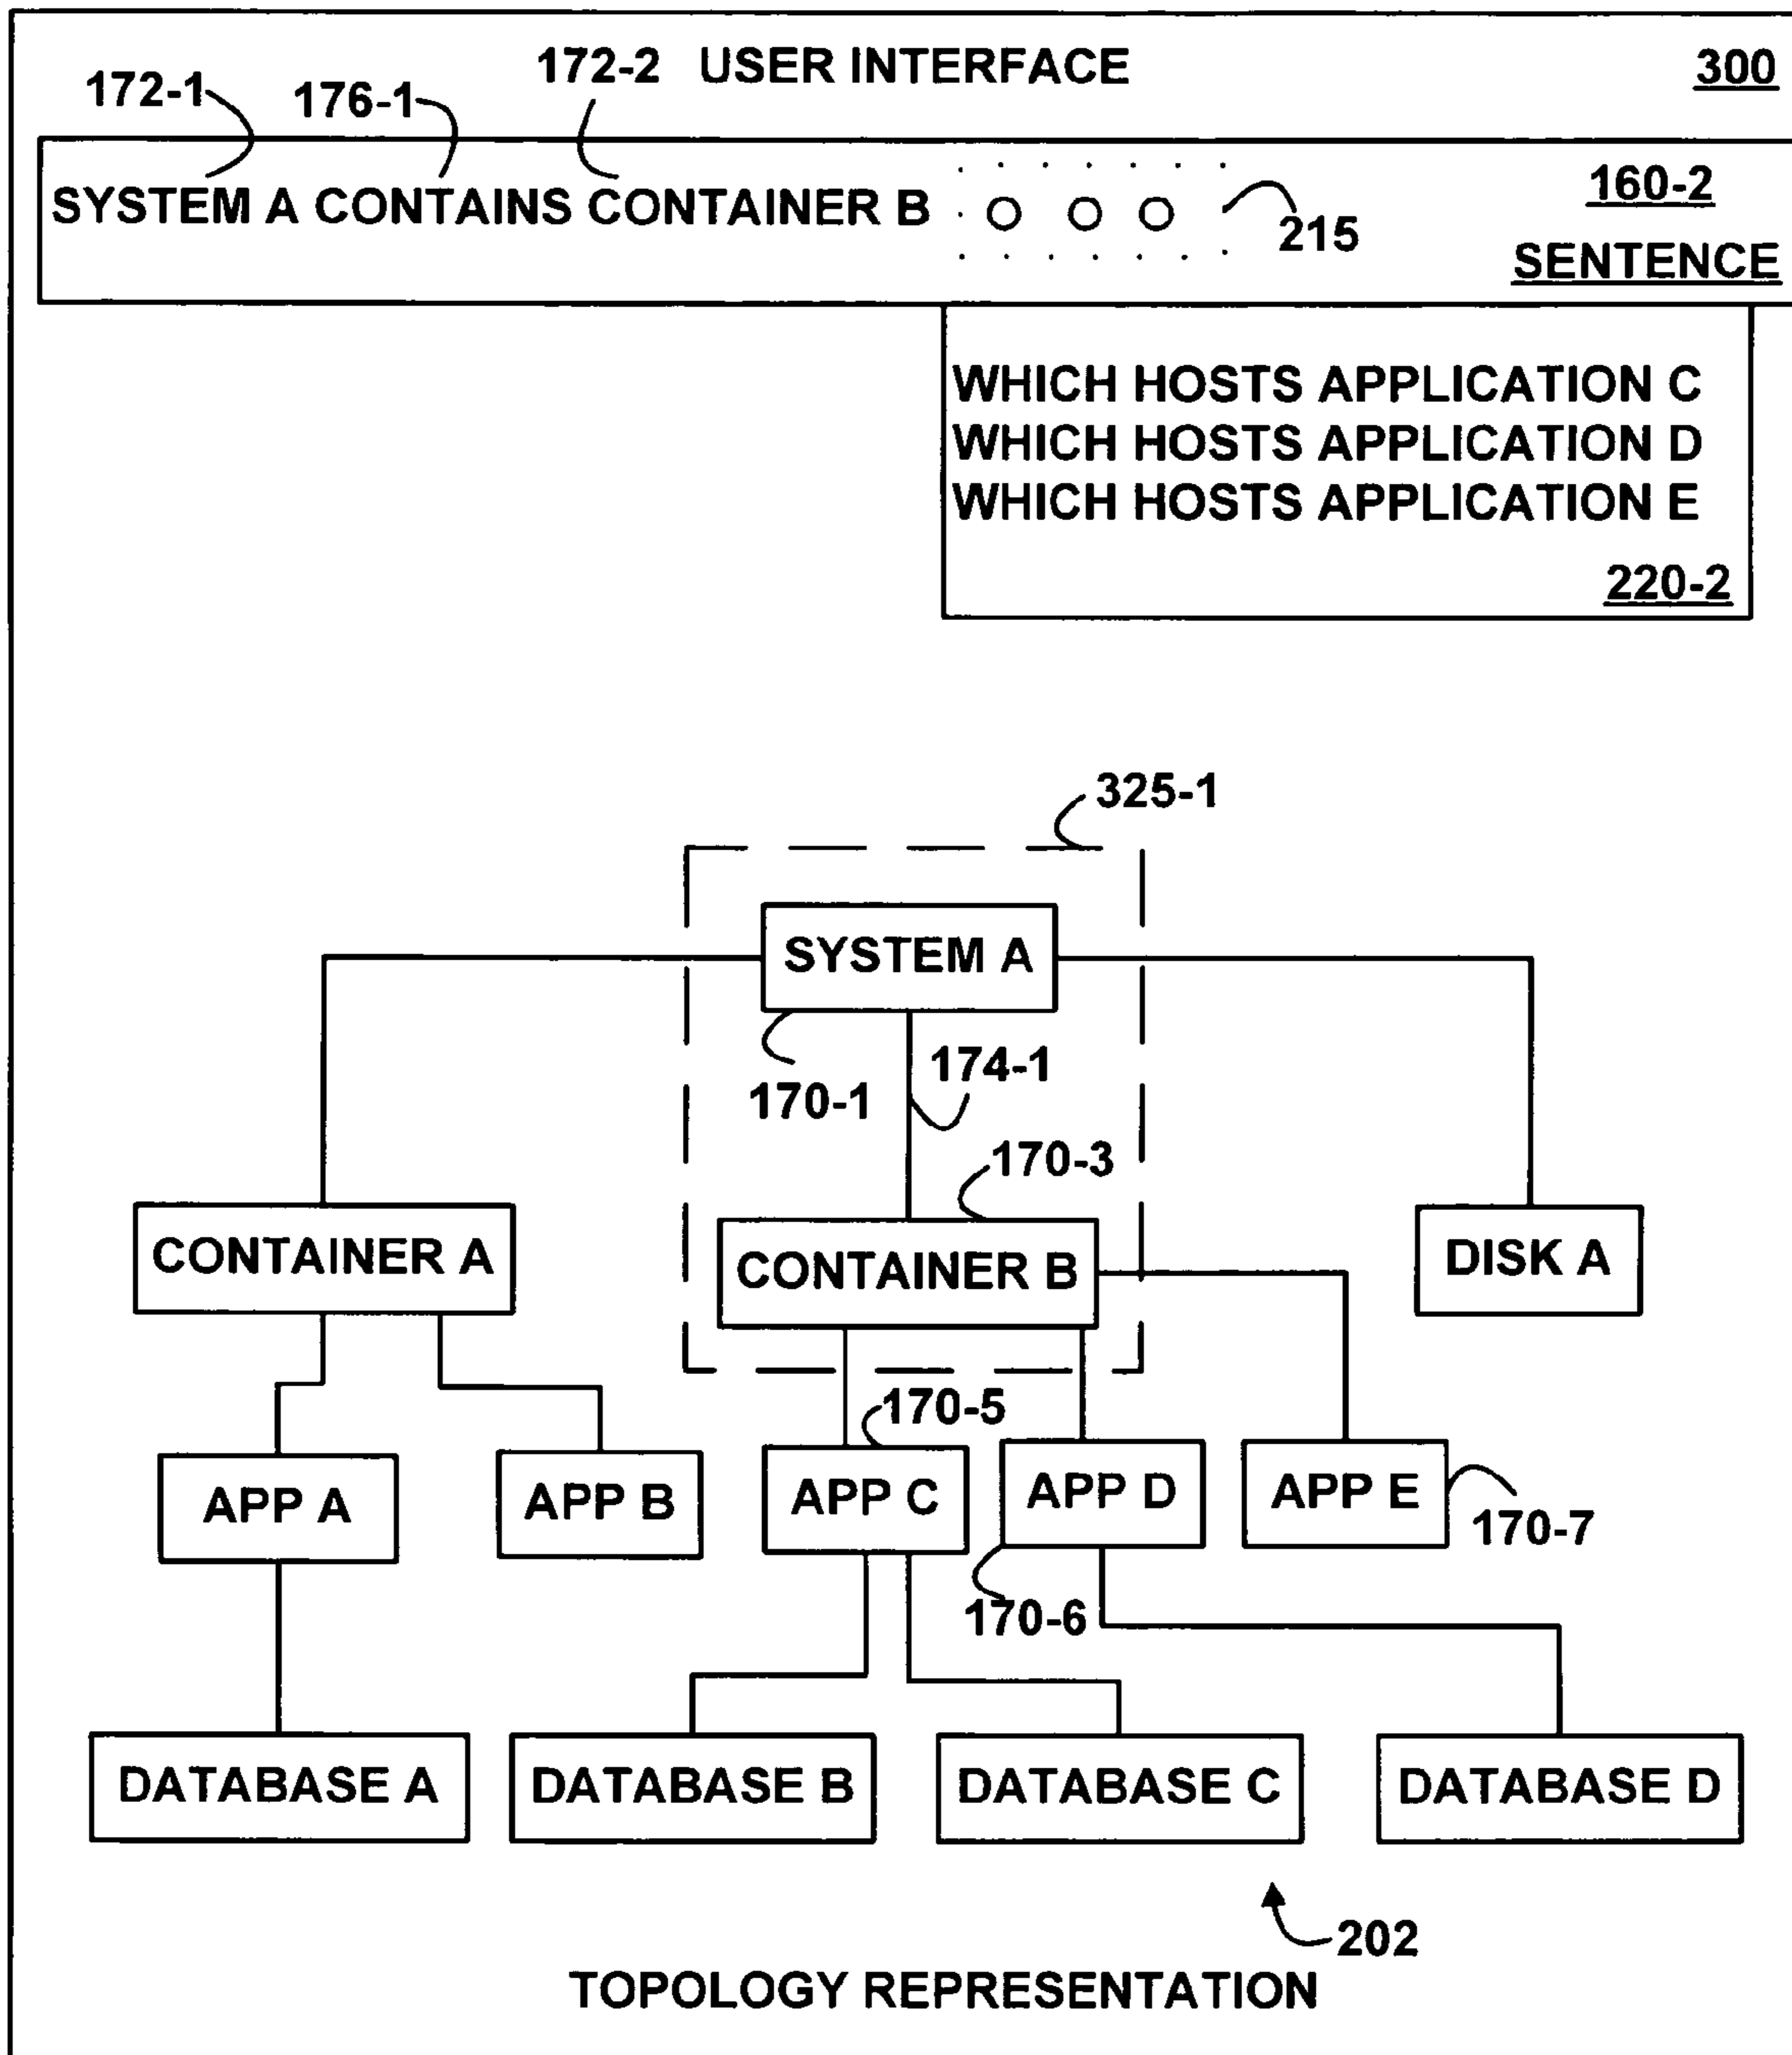 172-1 176-1 172-2 USER INTERFACE 300
SYSTEM A CONTAINS CONTAINER B 215 160-2
SENTENCE
WHICH HOSTS APPLICATION C
WHICH HOSTS APPLICATION D
WHICH HOSTS APPLICATION E
220-2
325-1
SYSTEM A
174-1
170-1
170-3
CONTAINER A CONTAINER B DISK A
170-5
APP A APP B APP C APP D APP E
170-7
170-6
DATABASE A DATABASE B DATABASE C DATABASE D
202
TOPOLOGY REPRESENTATION